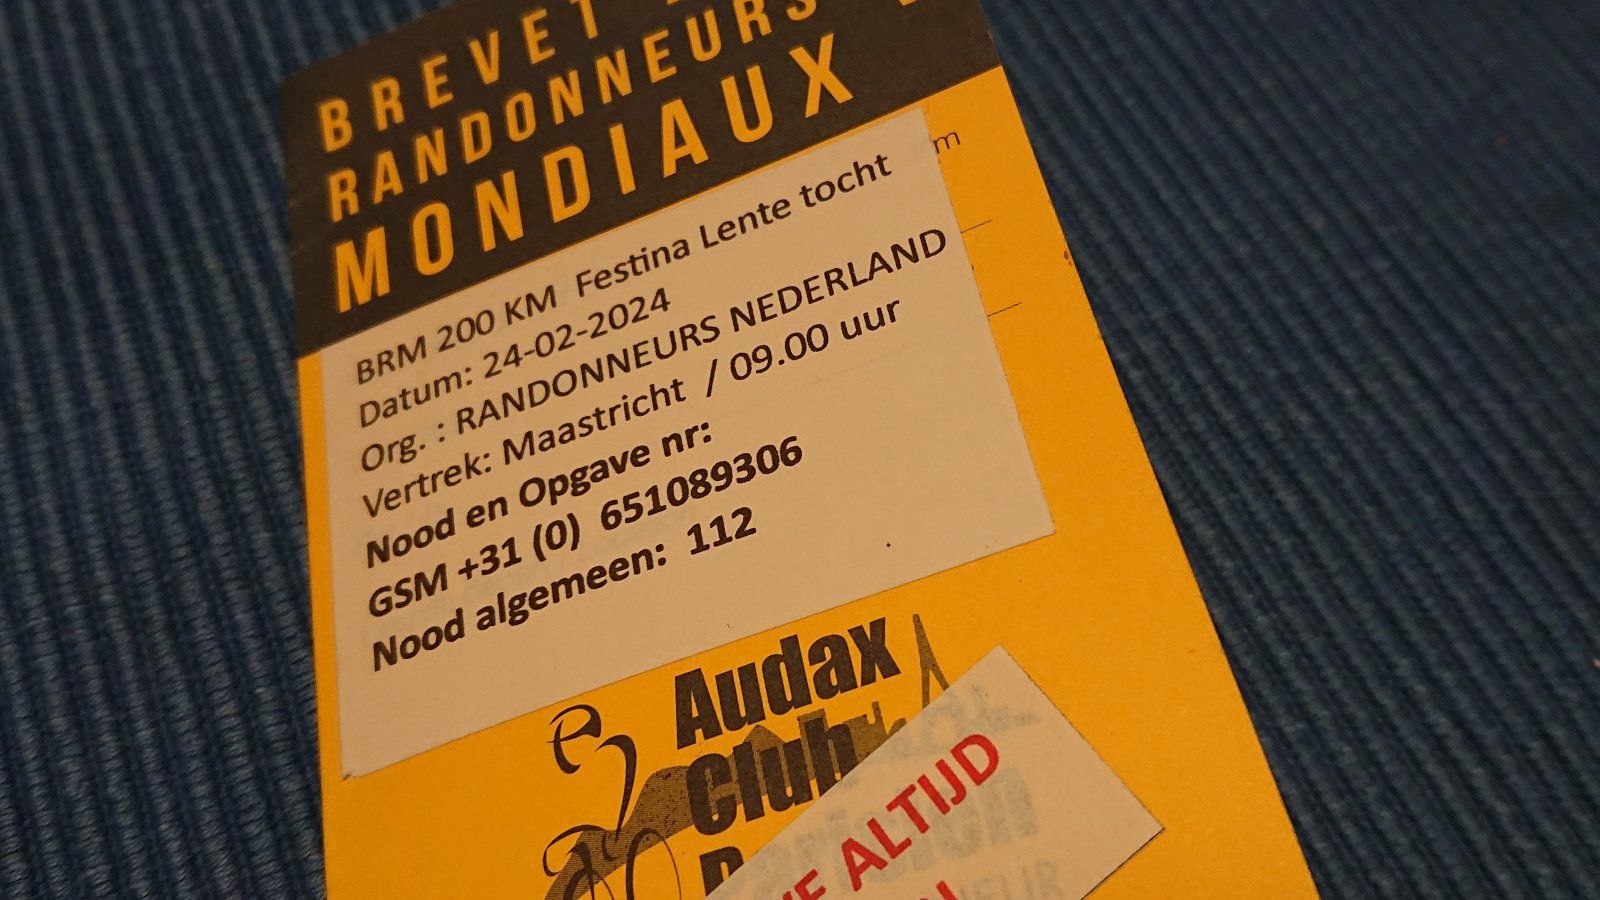 BREVET
RANDONNEURS
MONDIAUX
m
BRM 200 KM Festina Lente tocht
Datum: 24-02-2024
Org. : RANDONNEURS NEDERLAND
Vertrek: Maastricht / 09.00 uur
Nood en Opgave nr:
GSM +31 (0) 651089306
Nood algemeen: 112
Audax
Club
ALTIJD